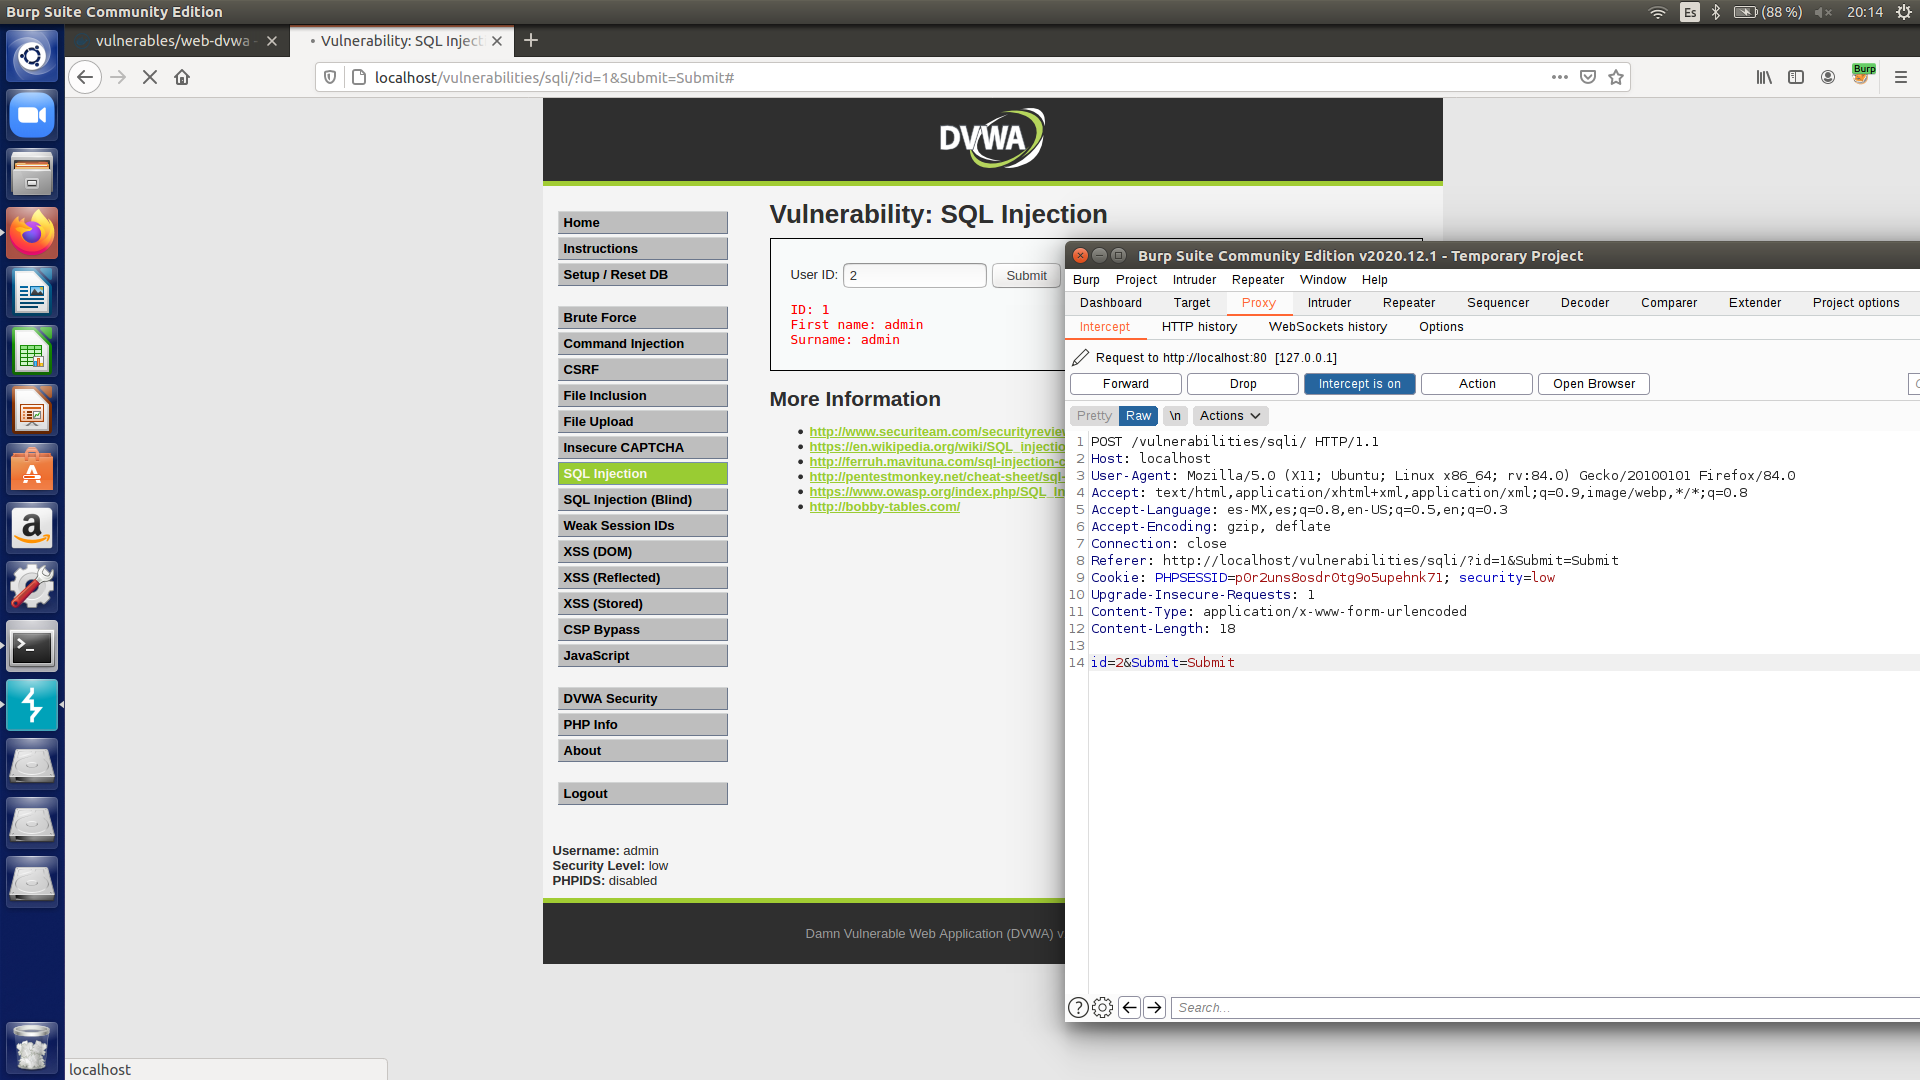 Burp Suite Community Edition
Es
(88 %)
20:14
vulnerables/web-dvwa -
Vulnerability: SQL Inject
localhost/vulnerabilities/sqli/?id=1&Submit=Submit#
Burp
DVWA
Home
Instructions
Setup / Reset DB
Brute Force
Command Injection
CSRF
File Inclusion
File Upload
Insecure CAPTCHA
SQL Injection
SQL Injection (Blind)
Weak Session IDs
XSS (DOM)
XSS (Reflected)
XSS (Stored)
CSP Bypass
JavaScript
DVWA Security
PHP Info
About
Logout
Username: admin
Security Level: low
PHPIDS: disabled
Vulnerability: SQL Injection
User ID: 2 Submit
ID: 1
First name: admin
Surname: admin
More Information
http://www.securiteam.com/securityreview
https://en.wikipedia.org/wiki/SQL_injectio
http://ferruh.mavituna.com/sql-injection-c
http://pentestmonkey.net/cheat-sheet/sql-
https://www.owasp.org/index.php/SQL_In
http://bobby-tables.com/
Damn Vulnerable Web Application (DVWA) v
localhost
Burp Suite Community Edition v2020.12.1 - Temporary Project
Burp Project Intruder Repeater Window Help
Dashboard Target Proxy Intruder Repeater Sequencer Decoder Comparer Extender Project options
Intercept HTTP history WebSockets history Options
Request to http://localhost:80 [127.0.0.1]
Forward Drop Intercept is on Action Open Browser
Pretty Raw \n Actions
1 POST /vulnerabilities/sqli/ HTTP/1.1
2 Host: localhost
3 User-Agent: Mozilla/5.0 (X11; Ubuntu; Linux x86_64; rv:84.0) Gecko/20100101 Firefox/84.0
4 Accept: text/html,application/xhtml+xml,application/xml;q=0.9,image/webp,*/*;q=0.8
5 Accept-Language: es-MX,es;q=0.8,en-US;q=0.5,en;q=0.3
6 Accept-Encoding: gzip, deflate
7 Connection: close
8 Referer: http://localhost/vulnerabilities/sqli/?id=1&Submit=Submit
9 Cookie: PHPSESSID=p0r2uns8osdr0tg9o5upehnk71; security=low
10 Upgrade-Insecure-Requests: 1
11 Content-Type: application/x-www-form-urlencoded
12 Content-Length: 18
13
14 id=2&Submit=Submit
Search...